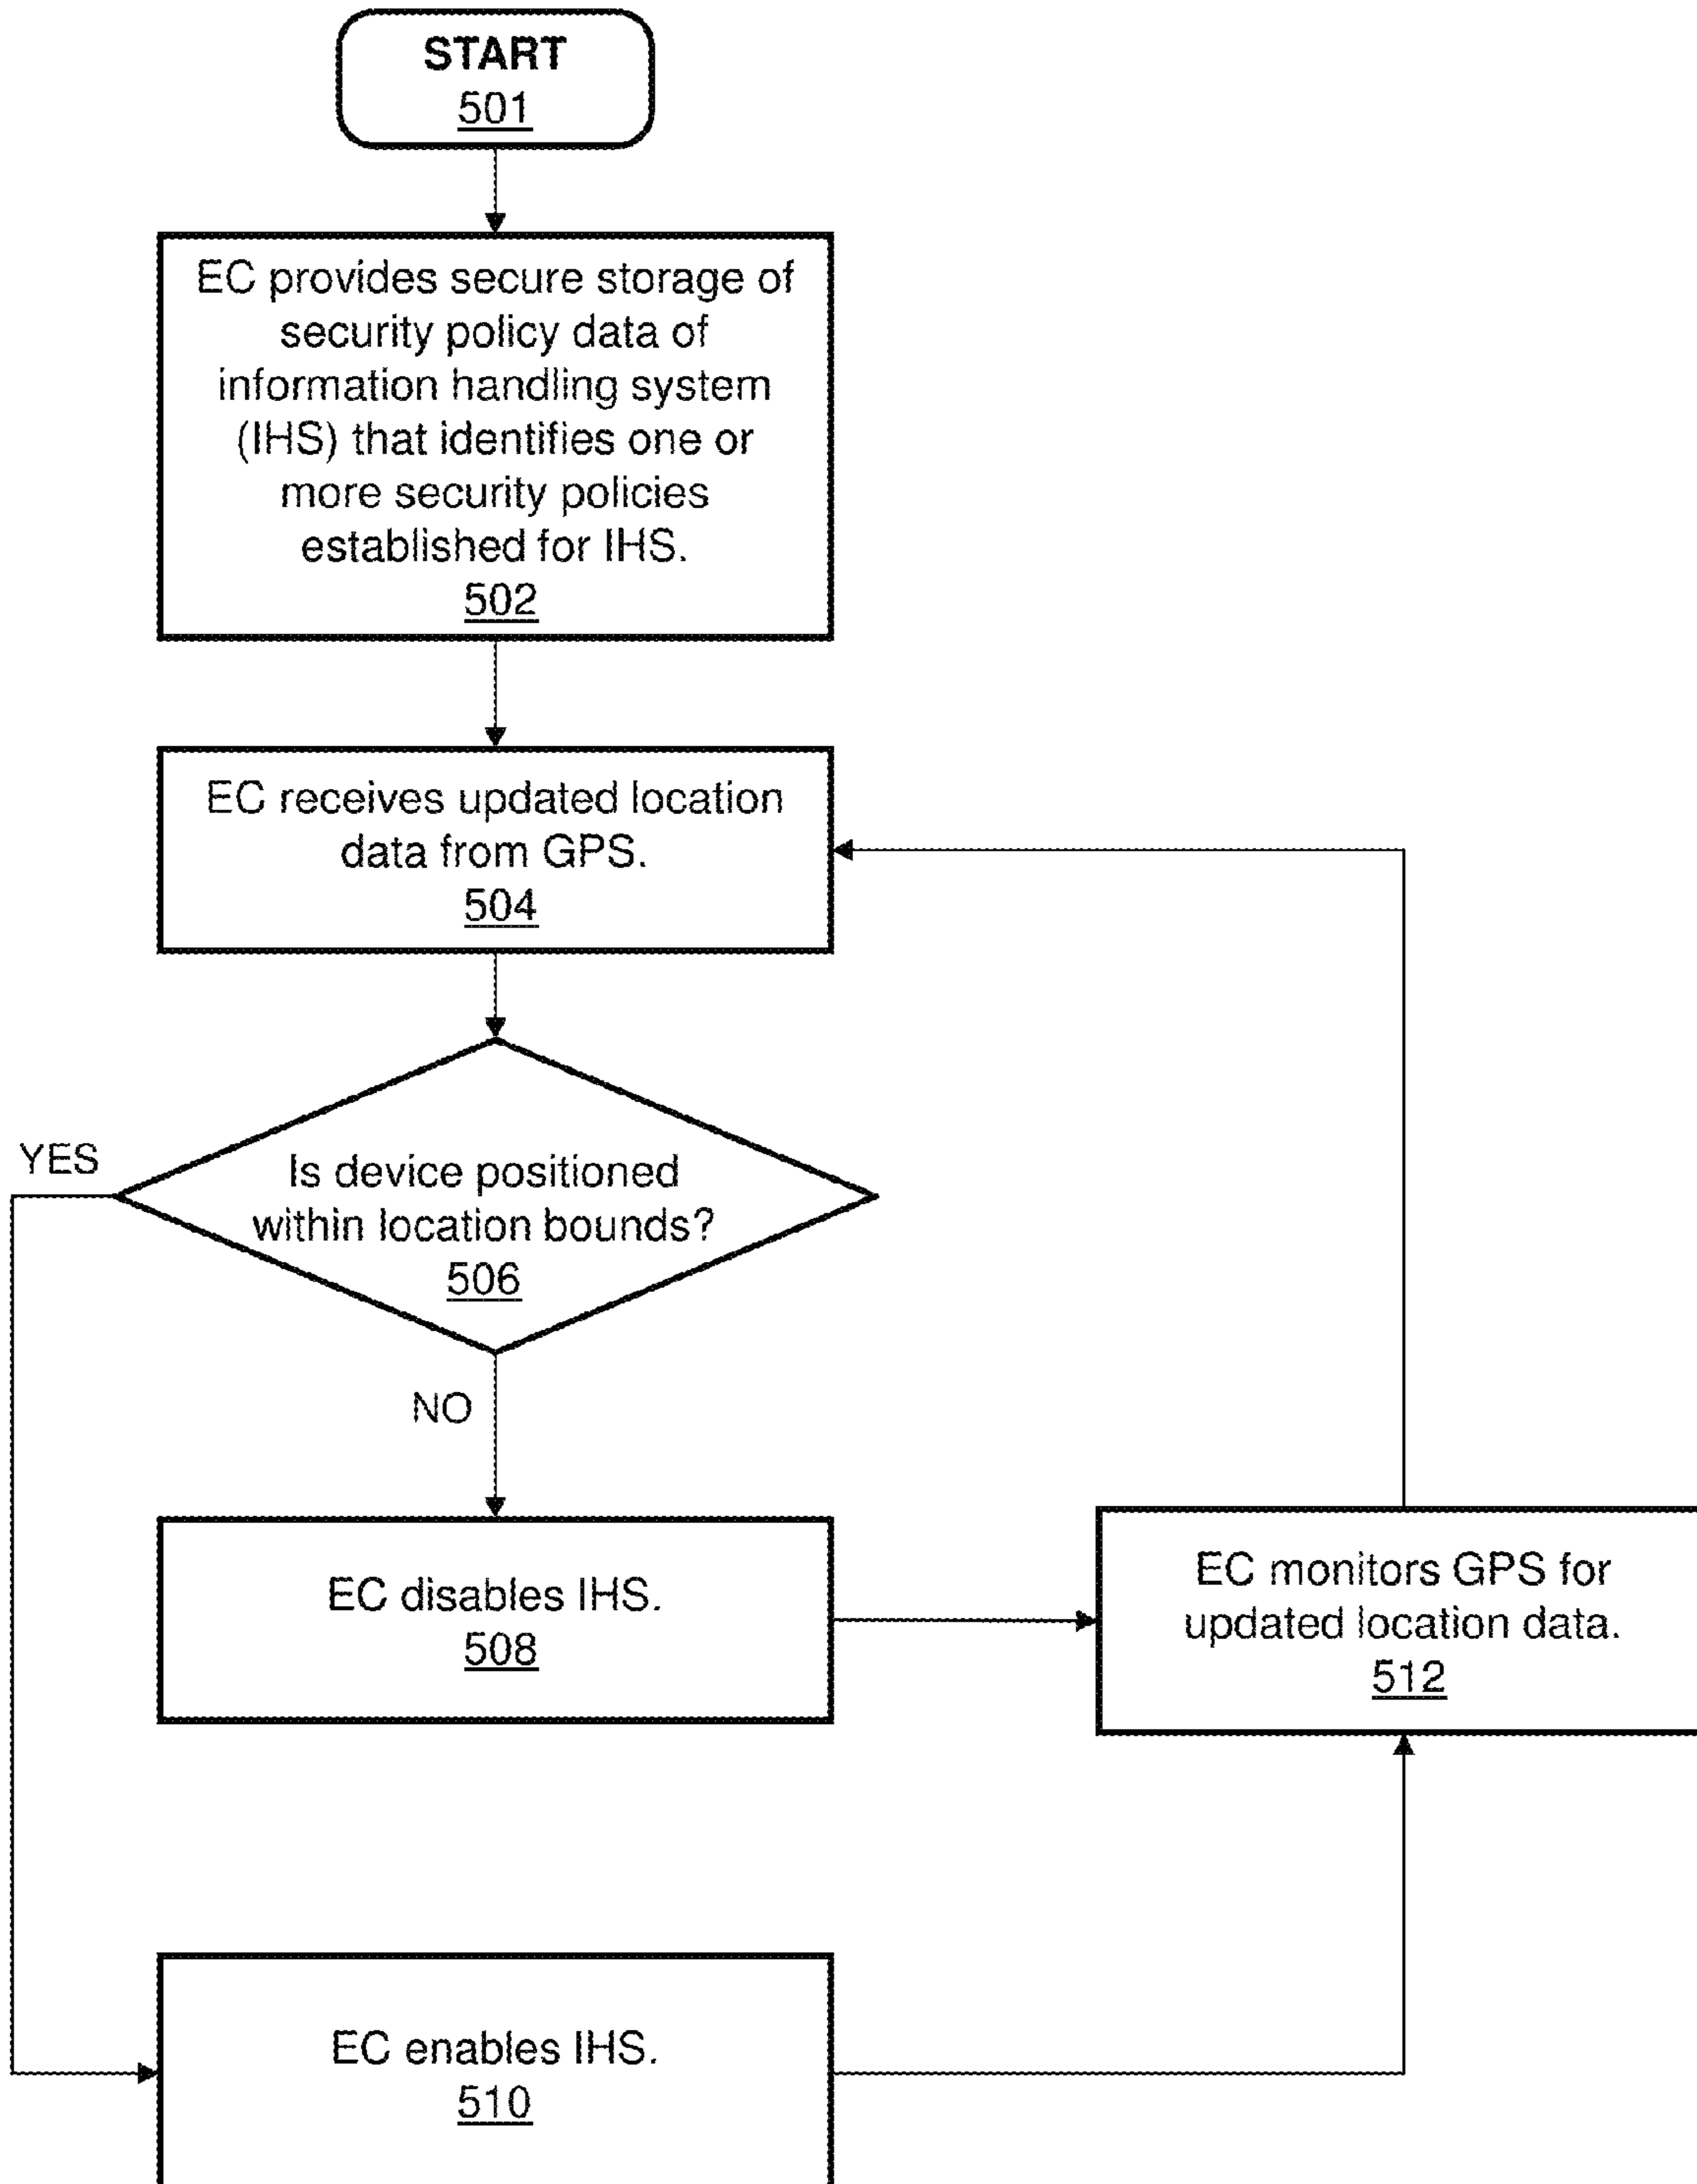 START
501
EC provides secure storage of
security policy data of
information handling system
(IHS) that identifies one or
more security policies
established for IHS.
502
EC receives updated location
data from GPS.
504
YES
Is device positioned
within location bounds?
506
NO
EC disables IHS.
508
EC monitors GPS for
updated location data.
512
EC enables IHS.
510